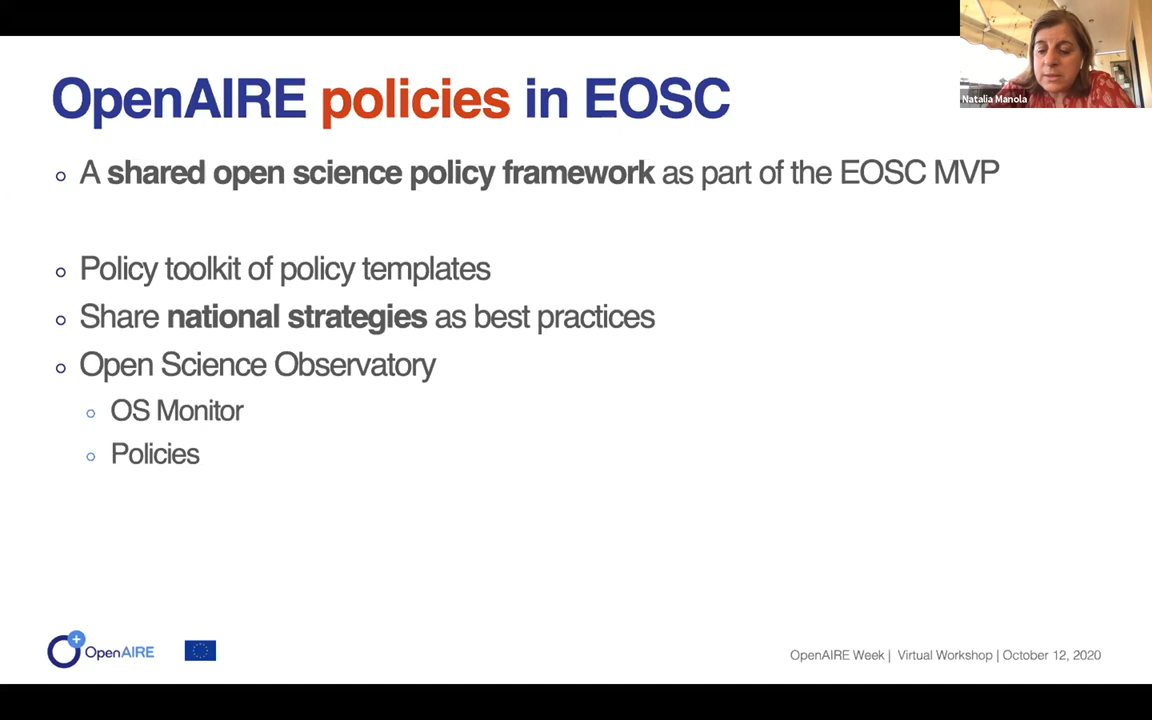 OpenAIRE policies in EOSC
Natalia Manola
A shared open science policy framework as part of the EOSC MVP
Policy toolkit of policy templates
Share national strategies as best practices
Open Science Observatory
OS Monitor
Policies
OpenAIRE
OpenAIRE Week | Virtual Workshop | October 12, 2020